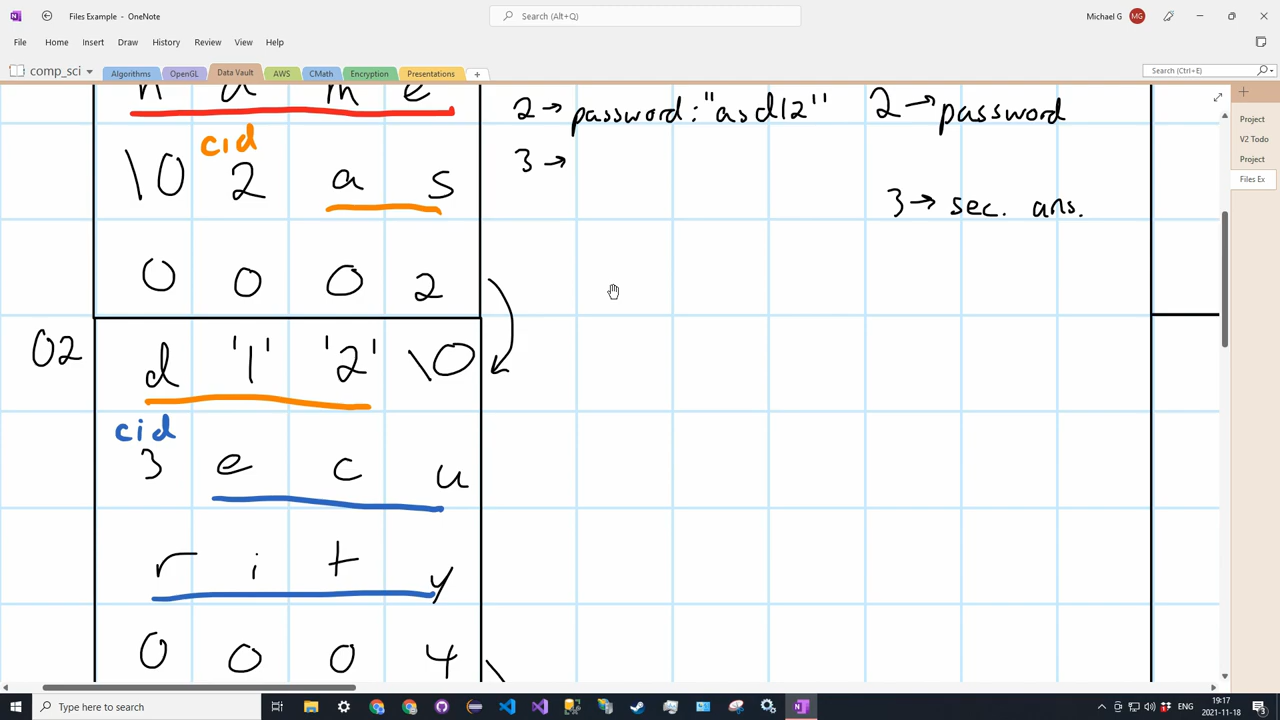 Files Example - OneNote
Search (Alt+Q)
Michael G
MG
File Home Insert Draw History Review View Help
comp_sci
Algorithms OpenGL Data Vault AWS CMath Encryption Presentations +
Search (Ctrl+E)
n a m e
2 → password: "asd12"
2 → password
Project
V2 Todo
Project
Files Ex
cid
\0 2 a s
3 →
3 → sec. ans.
0 0 0 2
02
d '1' '2' \0
cid
3 e c u
r i t y
0 0 0 4
Type here to search
ENG
19:17
2021-11-18